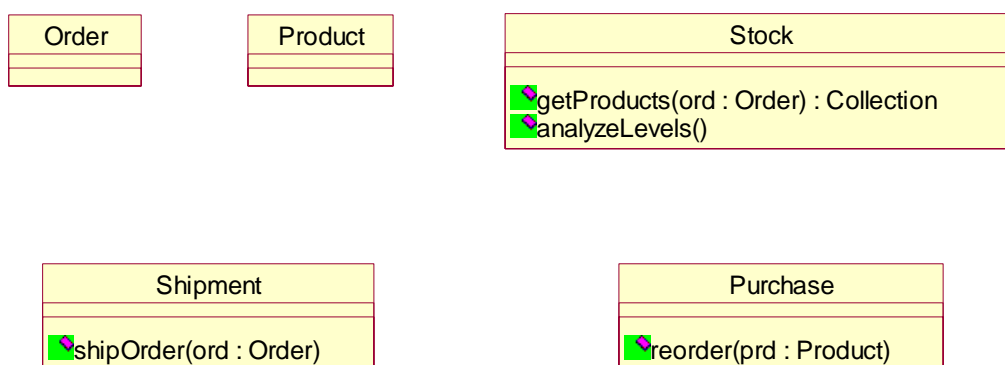 Order
Product
Stock
getProducts(ord : Order) : Collection
analyzeLevels()
Shipment
shipOrder(ord : Order)
Purchase
reorder(prd : Product)